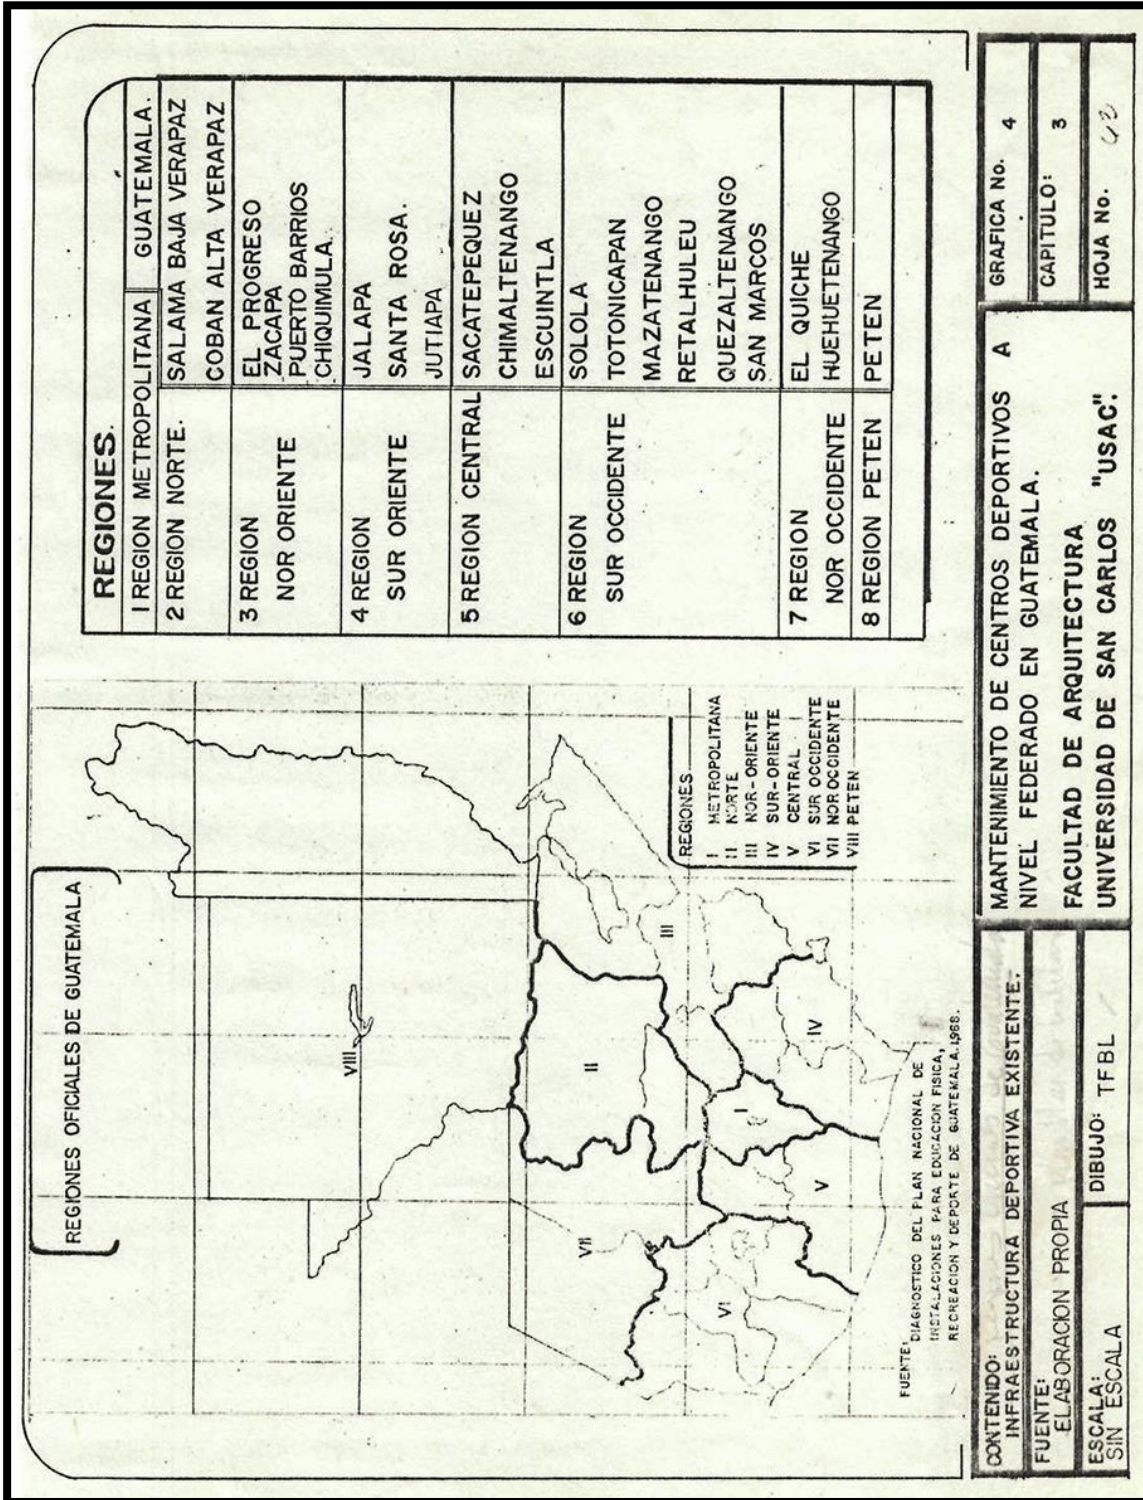 REGIONES OFICIALES DE GUATEMALA
VIII
VII
II
III
VI
V
I
IV
REGIONES
I METROPOLITANA
II NORTE
III NOR-ORIENTE
IV SUR-ORIENTE
V CENTRAL
VI SUR OCCIDENTE
VII NOR OCCIDENTE
VIII PETEN
FUENTE: DIAGNOSTICO DEL PLAN NACIONAL DE
INSTALACIONES PARA EDUCACION FISICA,
RECREACION Y DEPORTE DE GUATEMALA.1988.
REGIONES.
1 REGION METROPOLITANA GUATEMALA.
2 REGION NORTE. SALAMA BAJA VERAPAZ
COBAN ALTA VERAPAZ
3 REGION
NOR ORIENTE
EL PROGRESO
ZACAPA
PUERTO BARRIOS
CHIQUIMULA.
4 REGION
SUR ORIENTE
JALAPA
SANTA ROSA.
JUTIAPA
5 REGION CENTRAL SACATEPEQUEZ
CHIMALTENANGO
ESCUINTLA
6 REGION
SUR OCCIDENTE
SOLOLA
TOTONICAPAN
MAZATENANGO
RETALHULEU
QUEZALTENANGO
SAN MARCOS
7 REGION
NOR OCCIDENTE
EL QUICHE
HUEHUETENANGO
8 REGION PETEN PETEN
CONTENIDO:
INFRAESTRUCTURA DEPORTIVA EXISTENTE.
FUENTE:
ELABORACION PROPIA
ESCALA:
SIN ESCALA
DIBUJO: TFBL
MANTENIMIENTO DE CENTROS DEPORTIVOS A
NIVEL FEDERADO EN GUATEMALA.
FACULTAD DE ARQUITECTURA
UNIVERSIDAD DE SAN CARLOS "USAC".
GRAFICA No. 4
CAPITULO: 3
HOJA No.